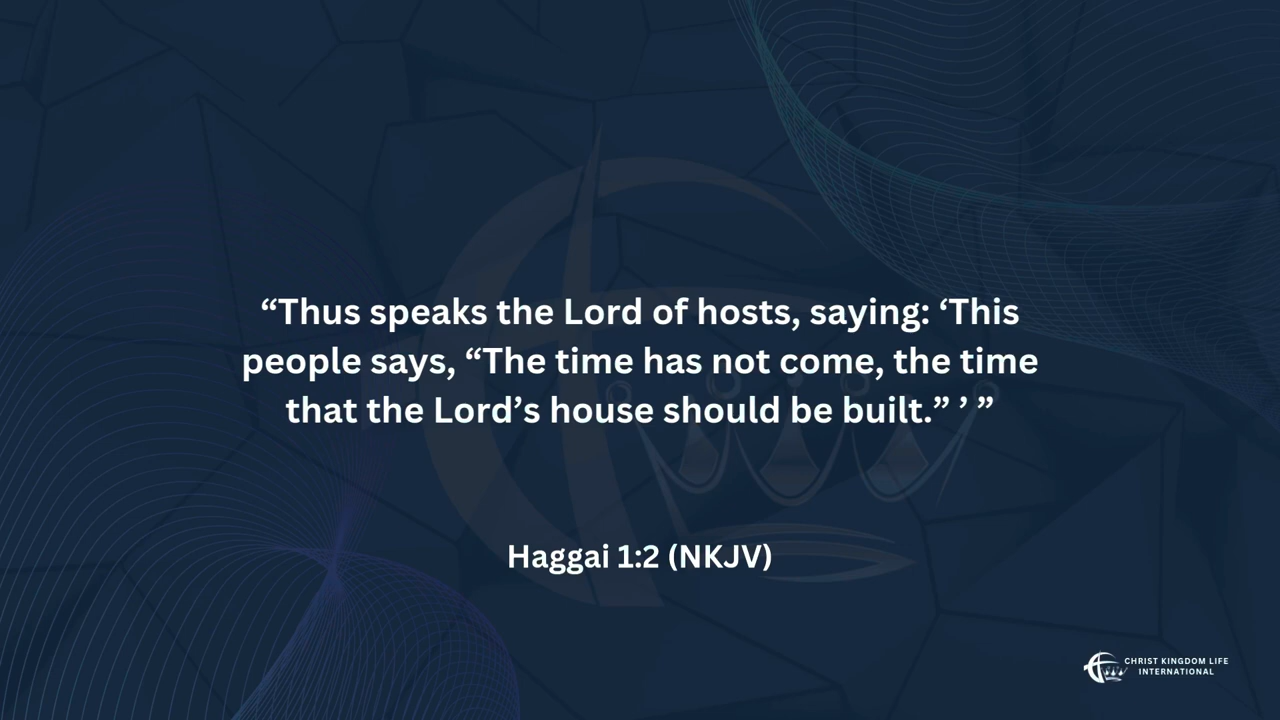 “Thus speaks the Lord of hosts, saying: ‘This
people says, “The time has not come, the time
that the Lord’s house should be built.” ’ ”
Haggai 1:2 (NKJV)
CHRIST KINGDOM LIFE
INTERNATIONAL